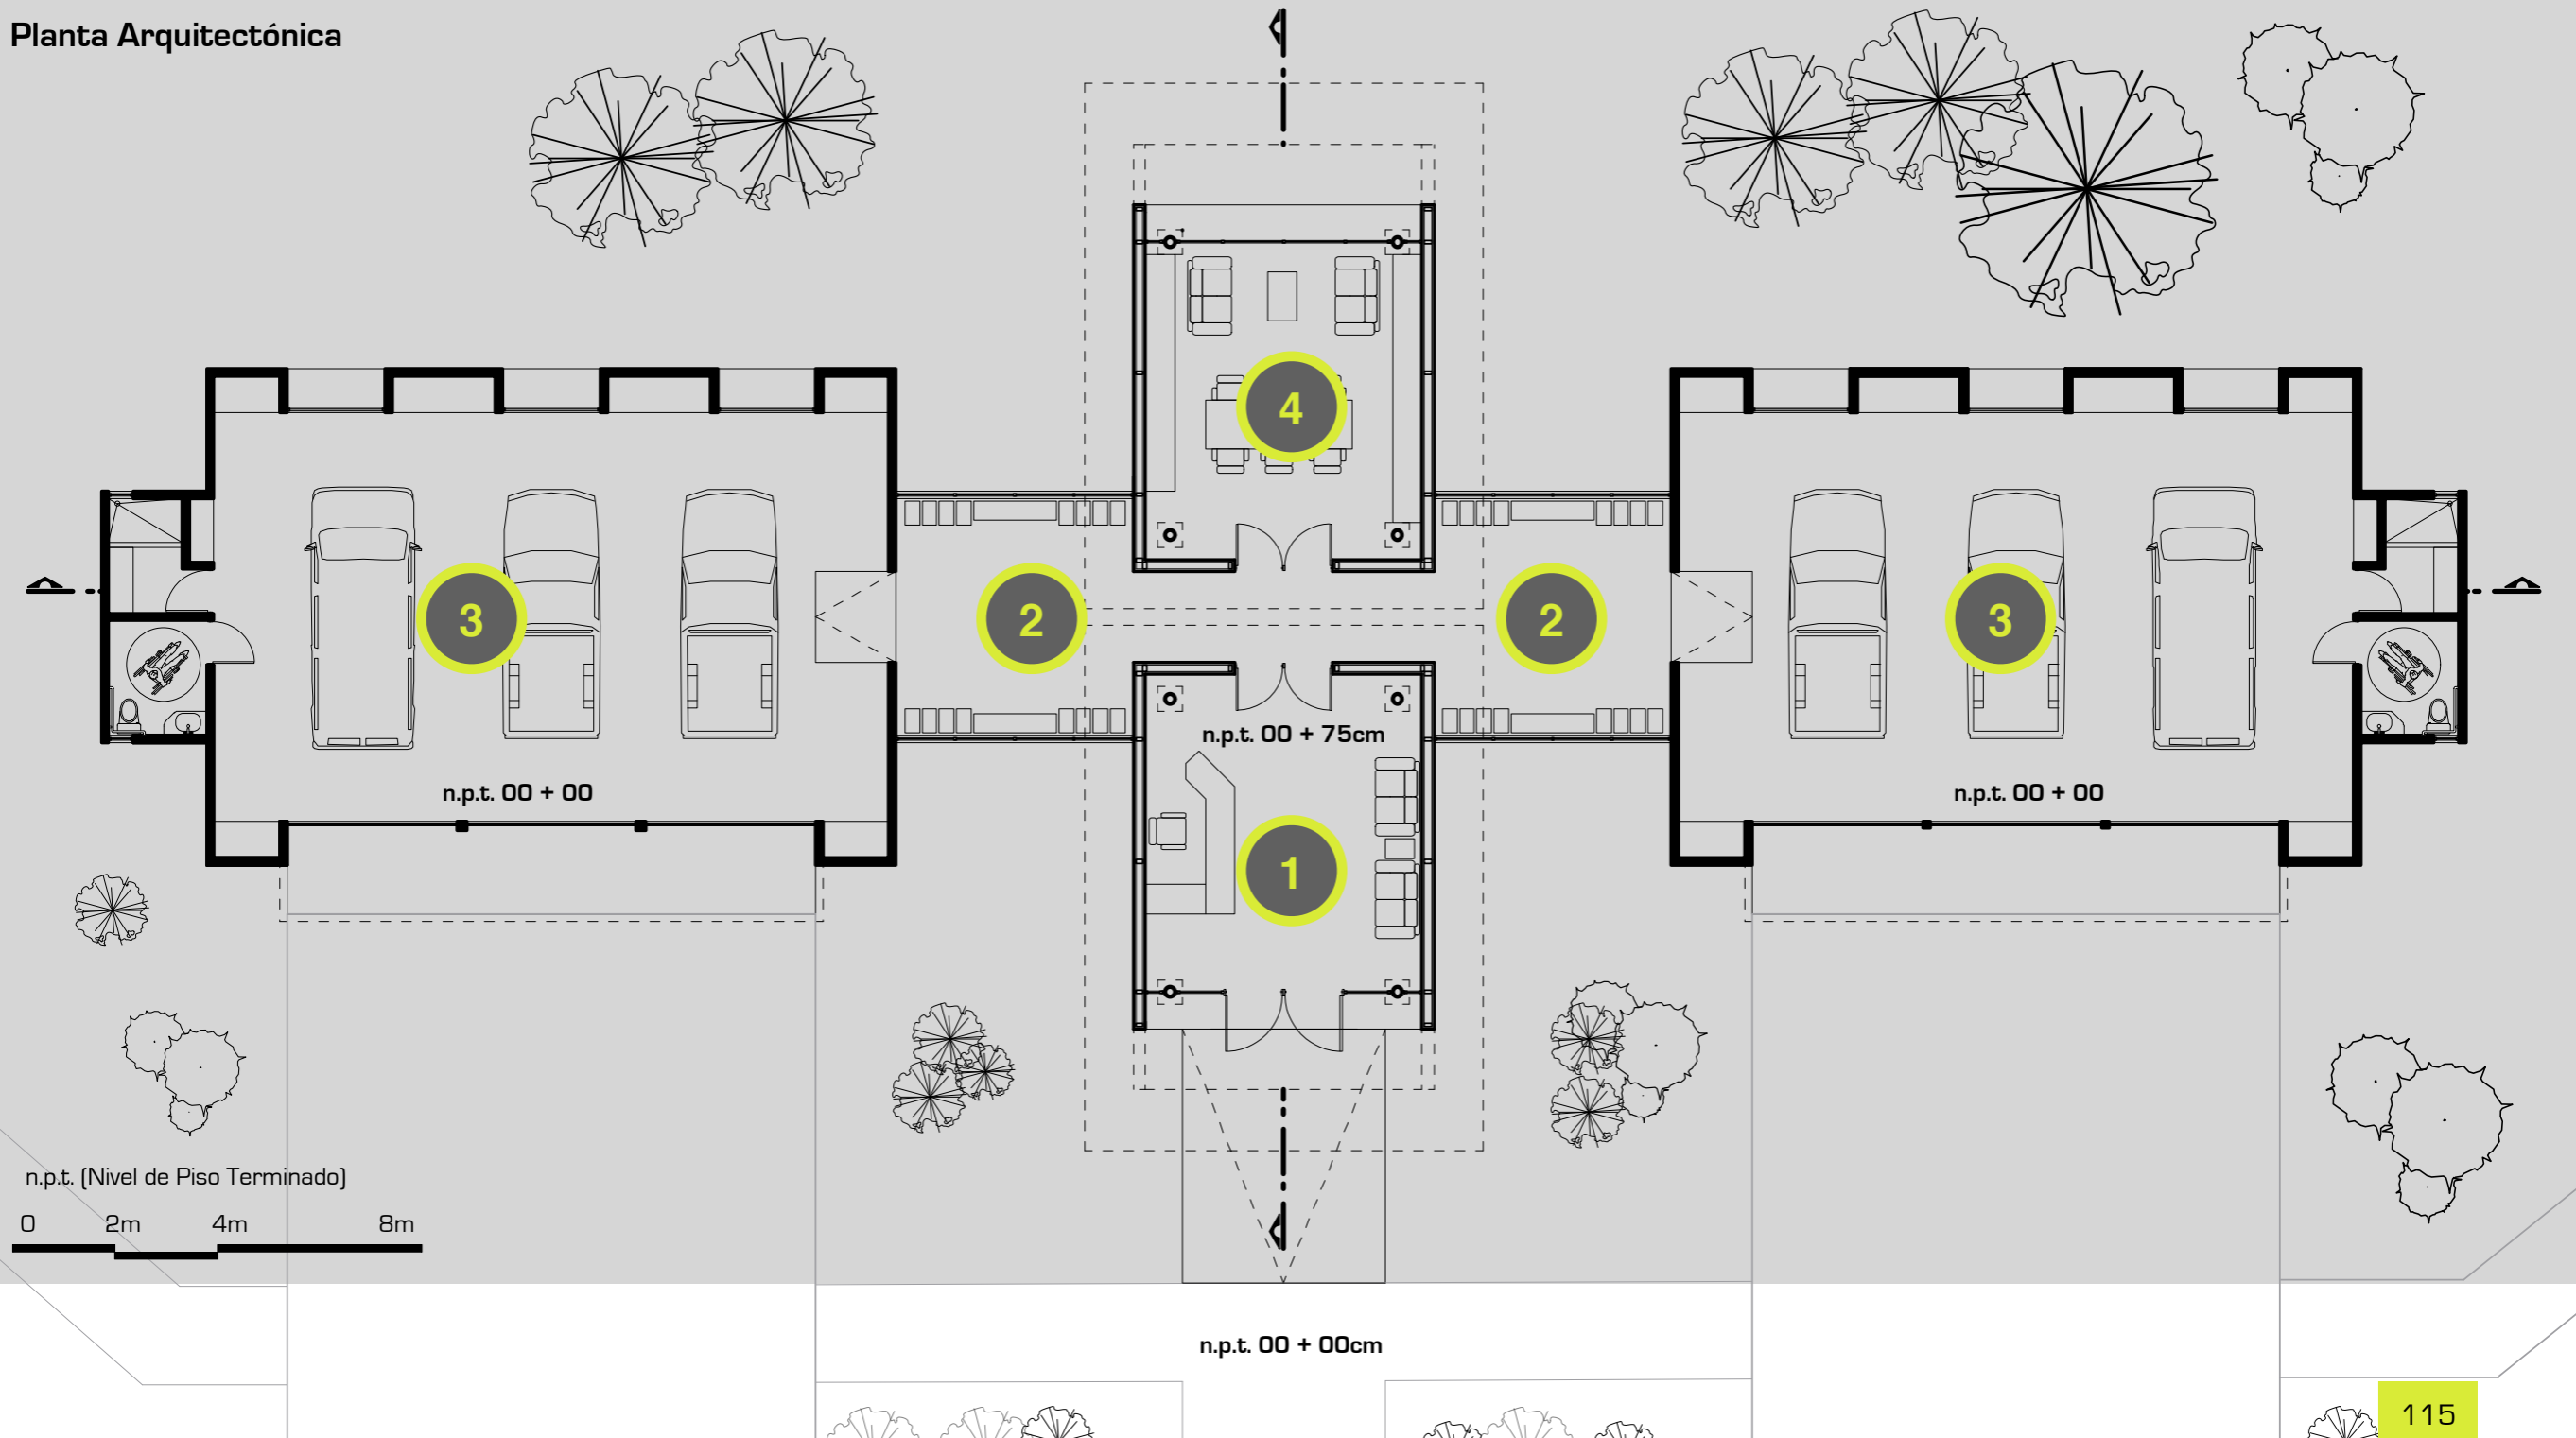 Planta Arquitectónica
4
3
2
2
3
n.p.t. 00 + 75cm
n.p.t. 00 + 00
n.p.t. 00 + 00
1
n.p.t. (Nivel de Piso Terminado)
0 2m 4m 8m
n.p.t. 00 + 00cm
115